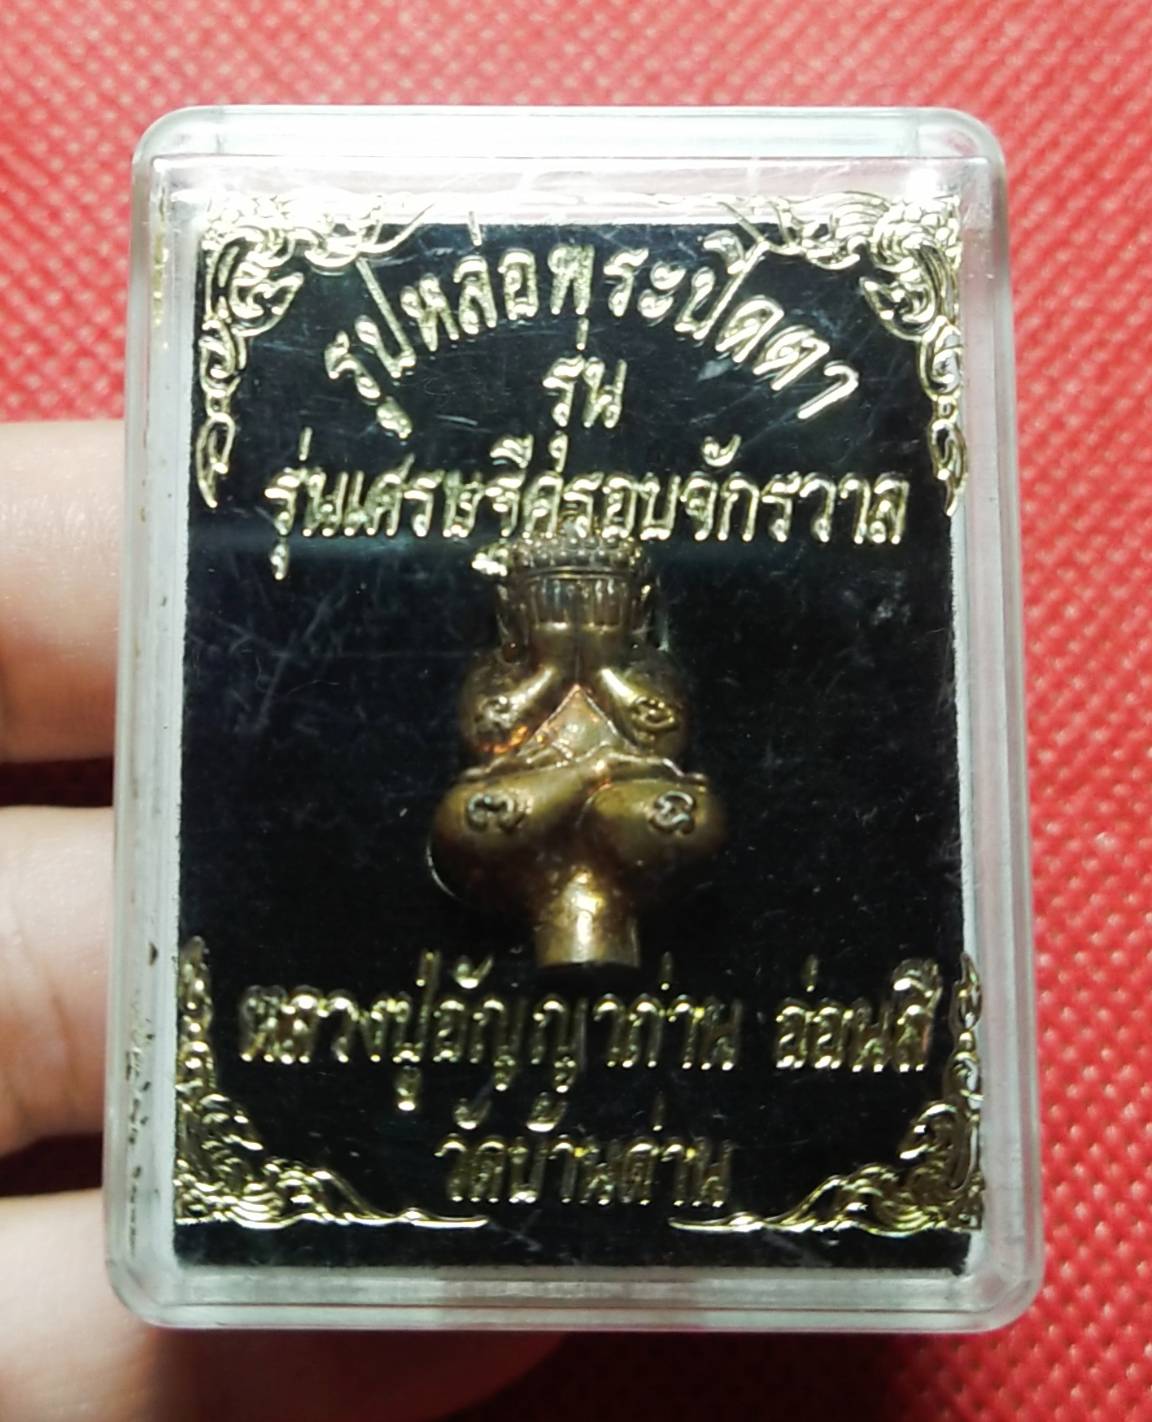 รูปหล่อพระปิดตา
รุ่น
รุ่นเศรษฐีครอบจักรวาล
หลวงปู่อัญญาท่าน อ่อนสี
วัดบ้านด่าน